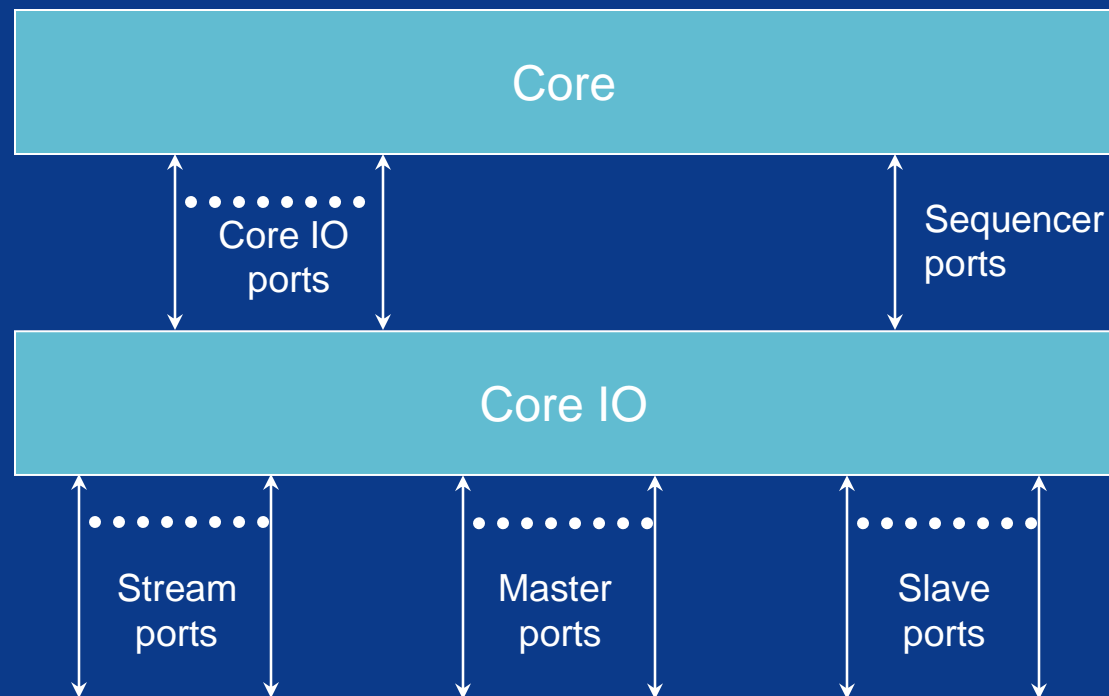 Core
Core IO
ports
Sequencer
ports
Core IO
Stream
ports
Master
ports
Slave
ports